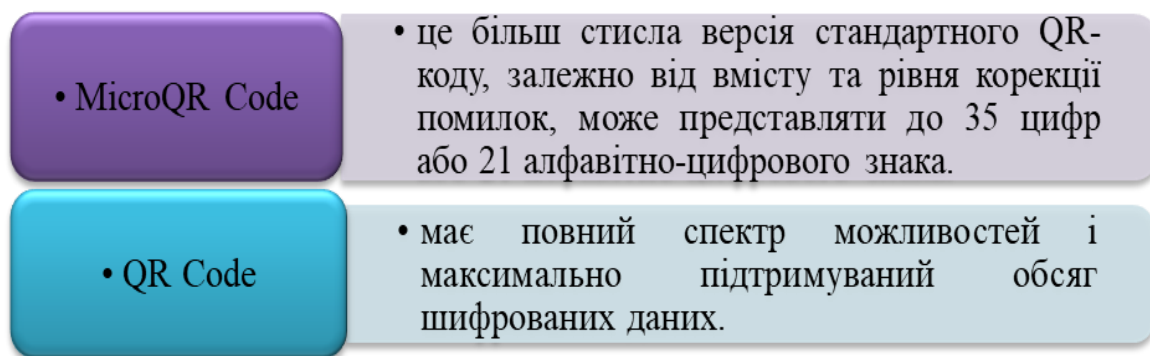 • MicroQR Code
• це більш стисла версія стандартного QR-
коду, залежно від вмісту та рівня корекції
помилок, може представляти до 35 цифр
або 21 алфавітно-цифрового знака.
• QR Code
• має повний спектр можливостей і
максимально підтримуваний обсяг
шифрованих даних.